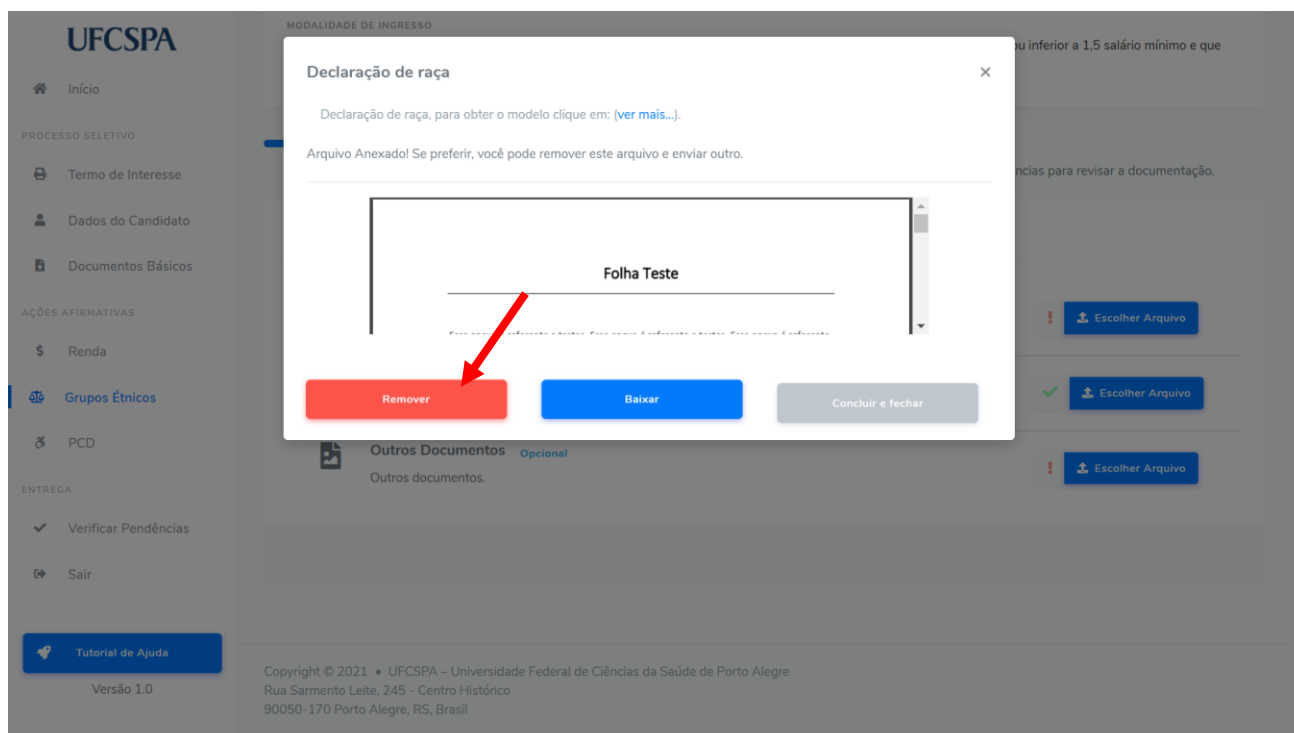 UFCSPA
Início
PROCESSO SELETIVO
Termo de Interesse
Dados do Candidato
Documentos Básicos
AÇÕES AFIRMATIVAS
$ Renda
Grupos Étnicos
PCD
ENTREGA
Verificar Pendências
Sair
Tutorial de Ajuda
Versão 1.0
MODALIDADE DE INGRESSO
ou inferior a 1,5 salário mínimo e que
Declaração de raça ×
Declaração de raça, para obter o modelo clique em: (ver mais...).
Arquivo Anexado! Se preferir, você pode remover este arquivo e enviar outro.
ncias para revisar a documentação.
Folha Teste
Remover
Baixar
Concluir e fechar
! Escolher Arquivo
Escolher Arquivo
Outros Documentos Opcional
Outros documentos.
! Escolher Arquivo
Copyright © 2021 • UFCSPA – Universidade Federal de Ciências da Saúde de Porto Alegre
Rua Sarmento Leite, 245 - Centro Histórico
90050-170 Porto Alegre, RS, Brasil